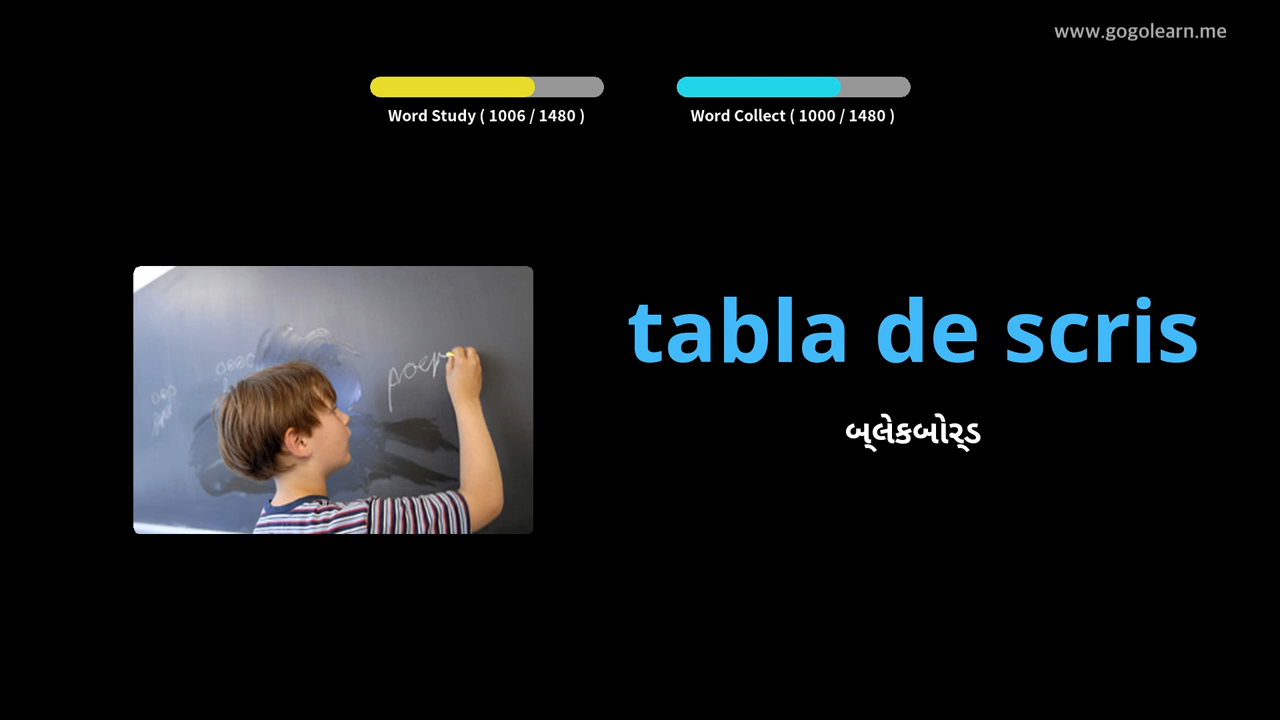 www.gogolearn.me
Word Study ( 1006 / 1480 )
Word Collect ( 1000 / 1480 )
tabla de scris
બ્લેકબોર્ડ